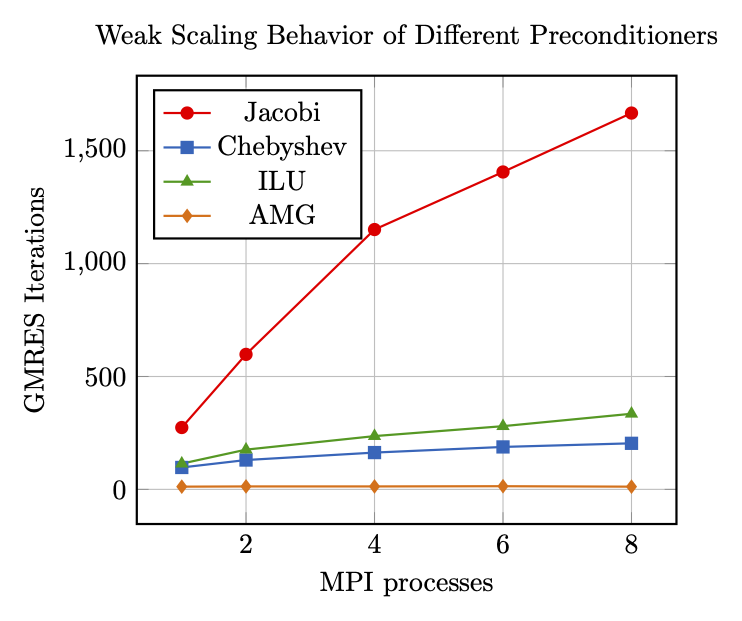 Weak Scaling Behavior of Different Preconditioners
Jacobi
Chebyshev
ILU
AMG
1,500
1,000
500
0
GMRES Iterations
2 4 6 8
MPI processes